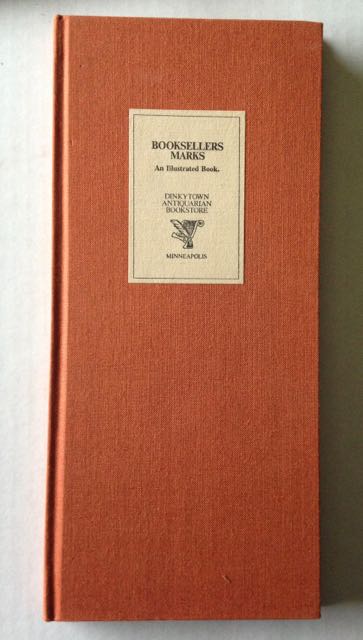 BOOKSELLERS
MARKS
An Illustrated Book.
DINKYTOWN
ANTIQUARIAN
BOOKSTORE
MINNEAPOLIS